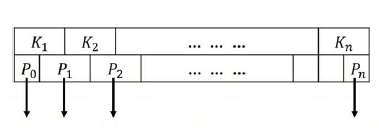 K₁ K₂ ... ... ... Kₙ
P₀ P₁ P₂ ... ... ... Pₙ